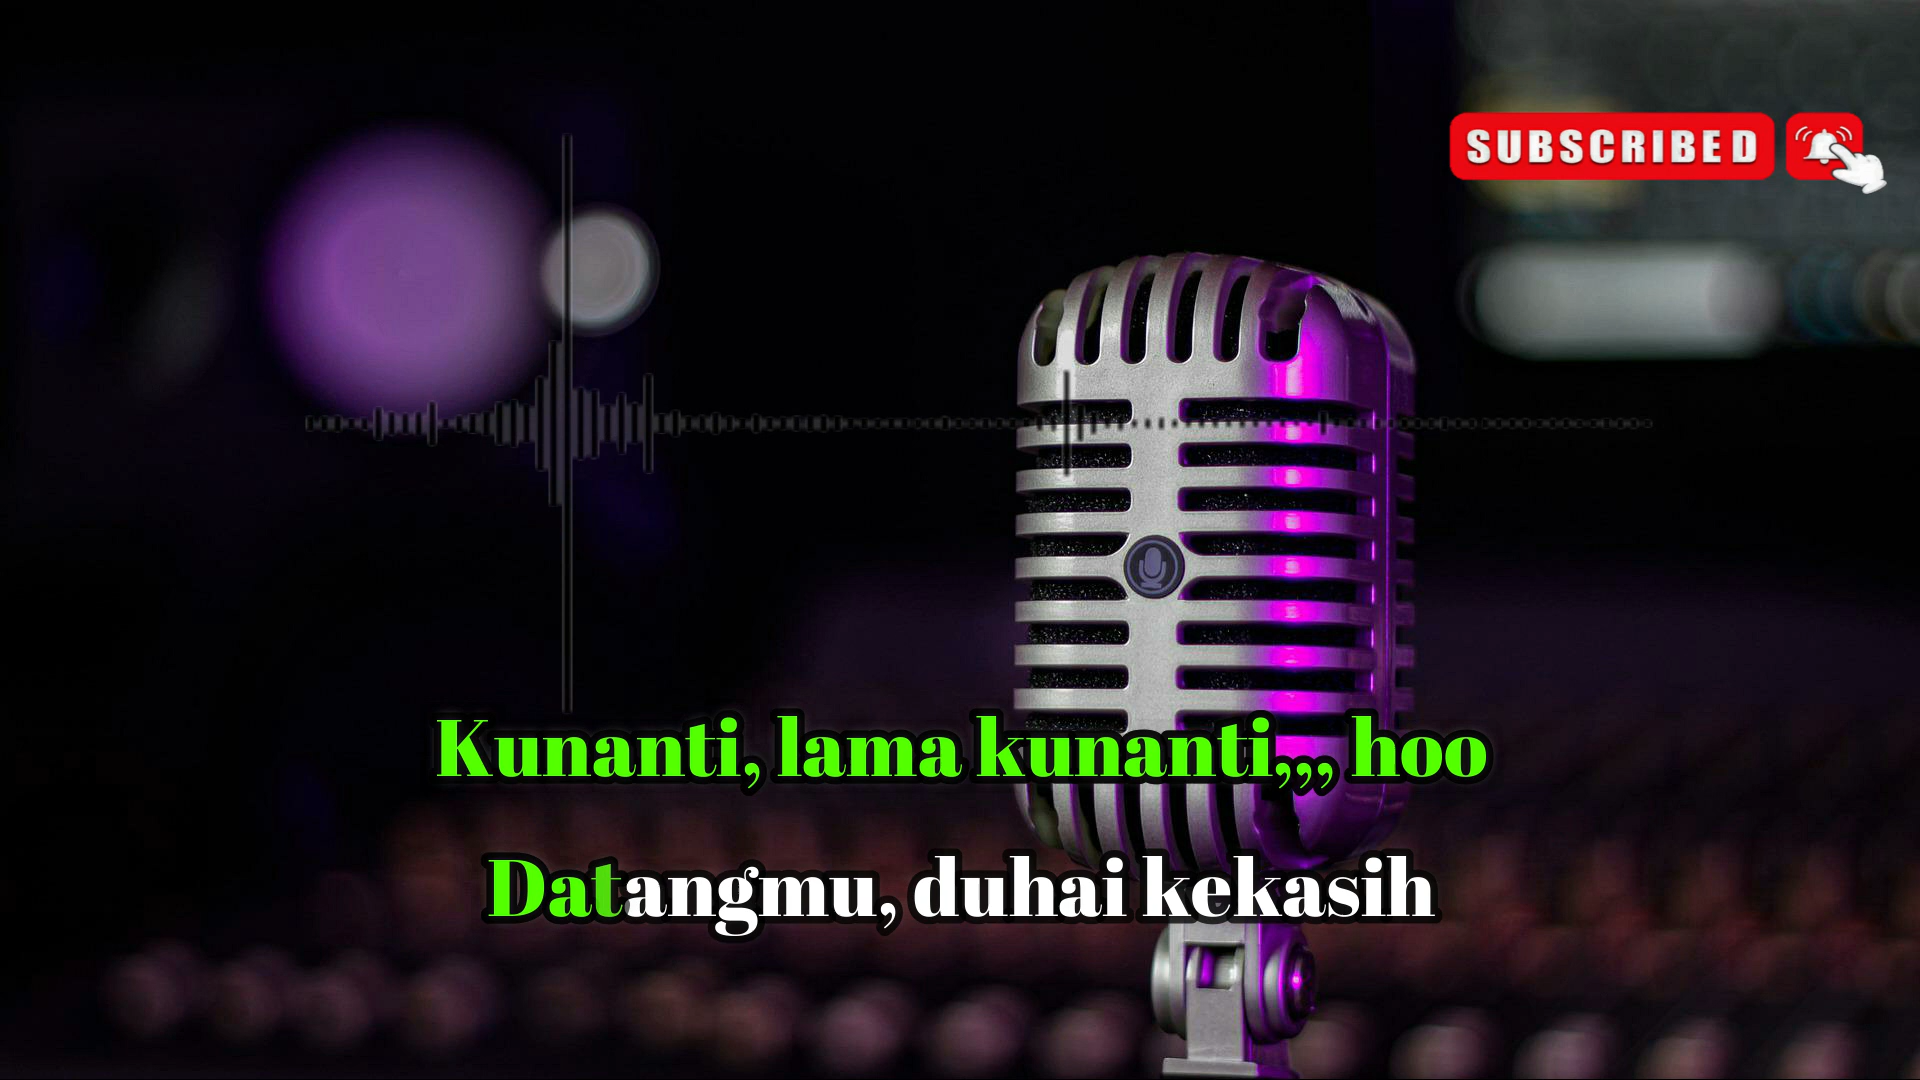 SUBSCRIBED
Kunanti, lama kunanti,,, hoo
Datangmu, duhai kekasih